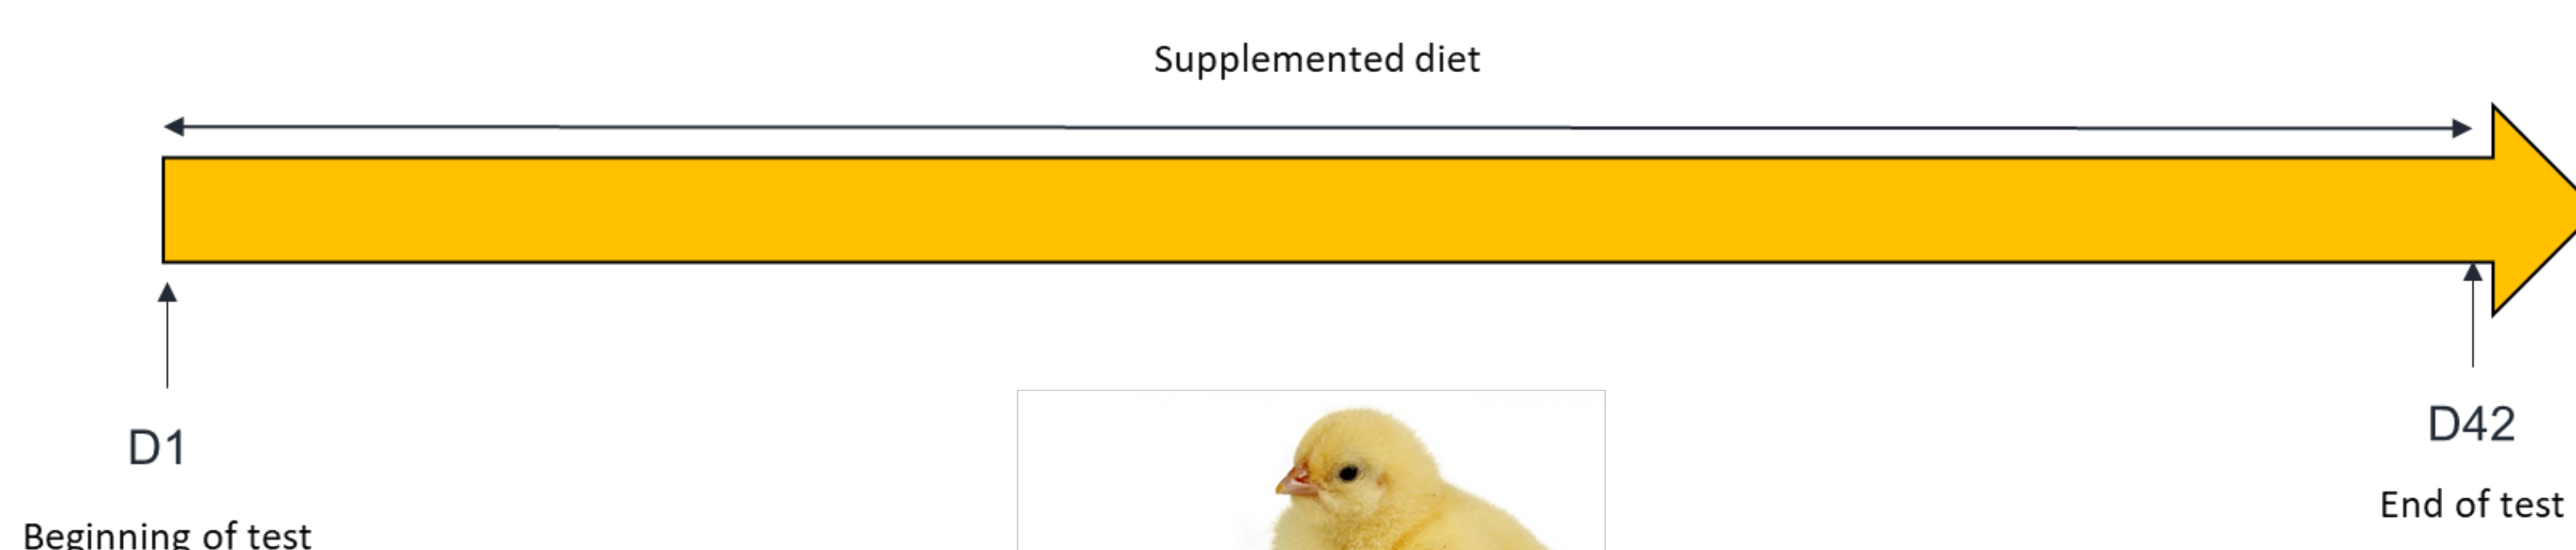 Supplemented diet
D1
D42
End of test
Beginning of test